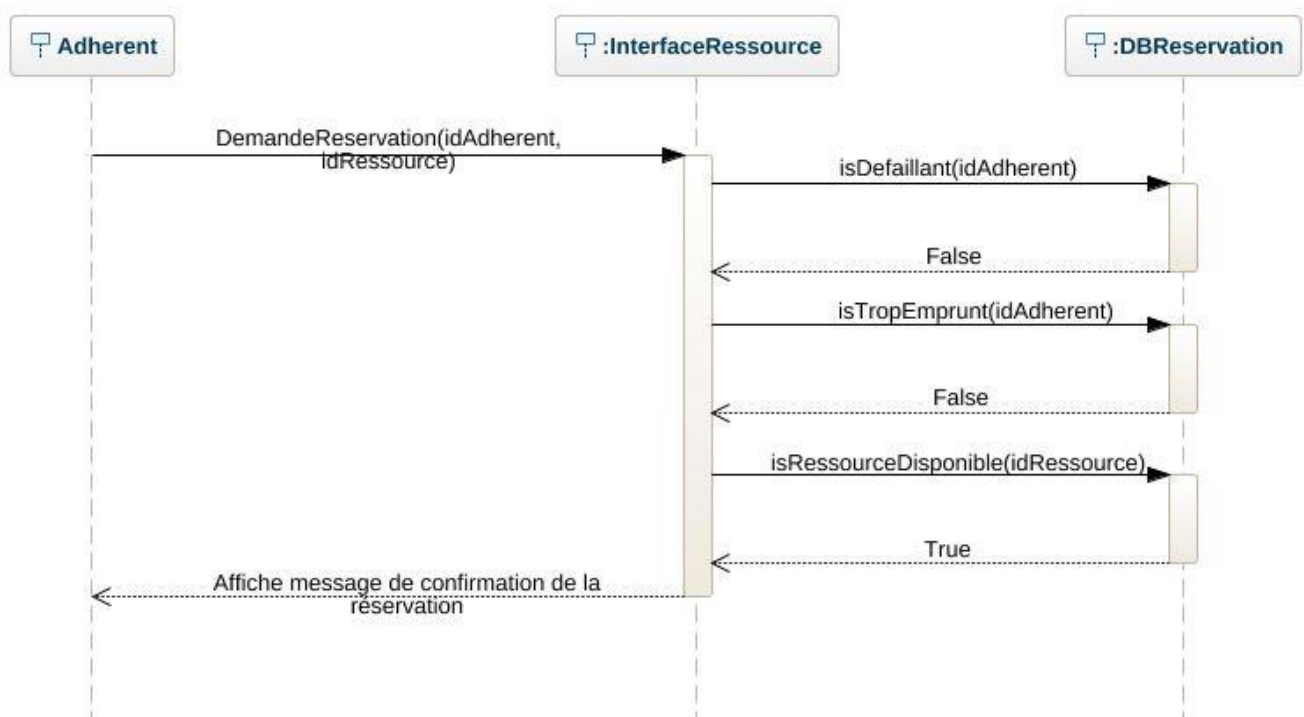 Adherent
:InterfaceRessource
:DBReservation
DemandeReservation(idAdherent,
idRessource)
isDefaillant(idAdherent)
False
isTropEmprunt(idAdherent)
False
isRessourceDisponible(idRessource)
True
Affiche message de confirmation de la
réservation